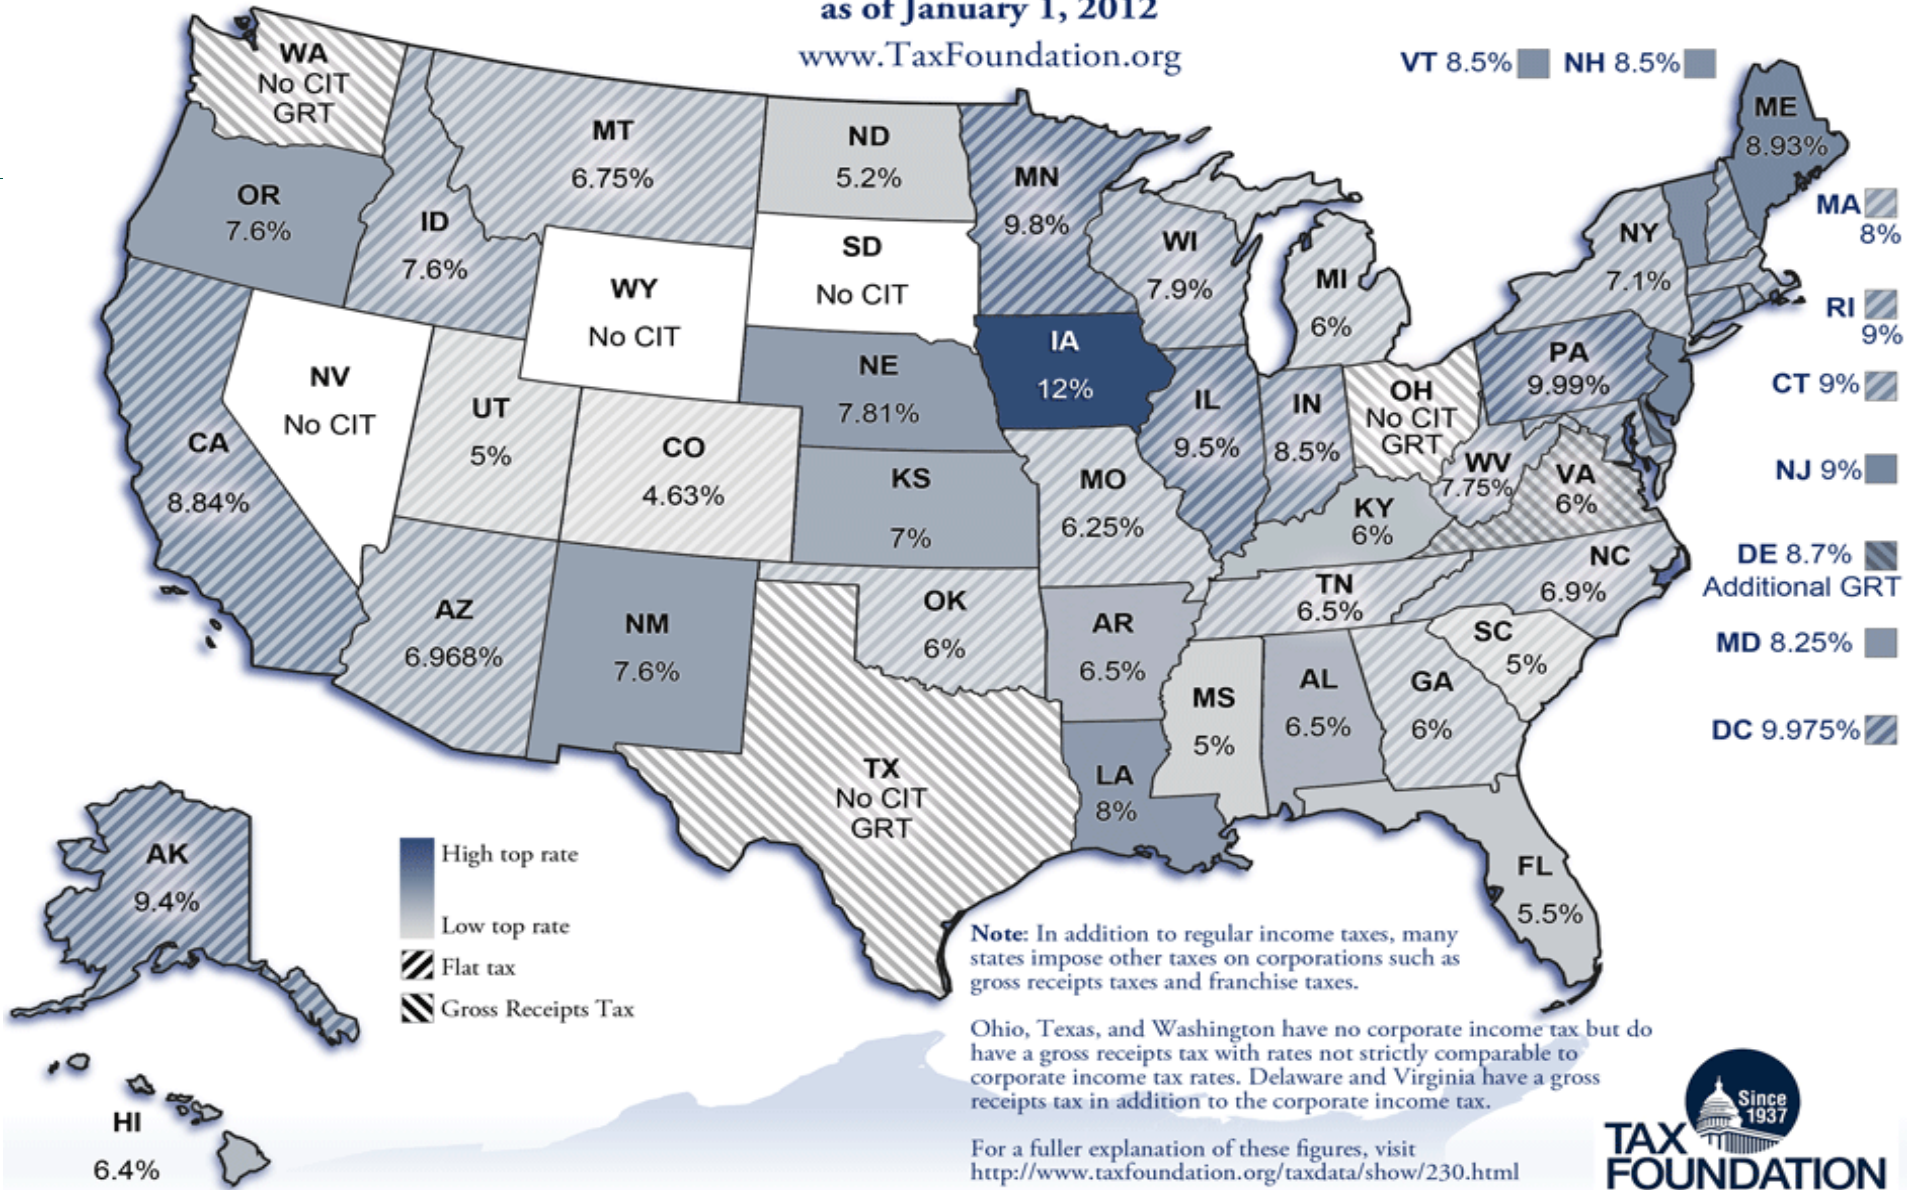 as of January 1, 2012
www.TaxFoundation.org
VT 8.5%
NH 8.5%
WA
No CIT
GRT
MT
6.75%
ND
5.2%
MN
9.8%
ME
8.93%
OR
7.6%
ID
7.6%
WY
No CIT
SD
No CIT
WI
7.9%
MI
6%
NY
7.1%
MA
8%
RI
9%
CT 9%
NJ 9%
DE 8.7%
Additional GRT
MD 8.25%
DC 9.975%
NV
No CIT
UT
5%
CO
4.63%
NE
7.81%
IA
12%
IL
9.5%
IN
8.5%
OH
No CIT
GRT
PA
9.99%
CA
8.84%
KS
7%
MO
6.25%
KY
6%
WV
7.75%
VA
6%
AZ
6.968%
NM
7.6%
OK
6%
AR
6.5%
TN
6.5%
NC
6.9%
SC
5%
TX
No CIT
GRT
LA
8%
MS
5%
AL
6.5%
GA
6%
FL
5.5%
AK
9.4%
HI
6.4%
High top rate
Low top rate
Flat tax
Gross Receipts Tax
Note: In addition to regular income taxes, many
states impose other taxes on corporations such as
gross receipts taxes and franchise taxes.
Ohio, Texas, and Washington have no corporate income tax but do
have a gross receipts tax with rates not strictly comparable to
corporate income tax rates. Delaware and Virginia have a gross
receipts tax in addition to the corporate income tax.
For a fuller explanation of these figures, visit
http://www.taxfoundation.org/taxdata/show/230.html
Since
1937
TAX
FOUNDATION